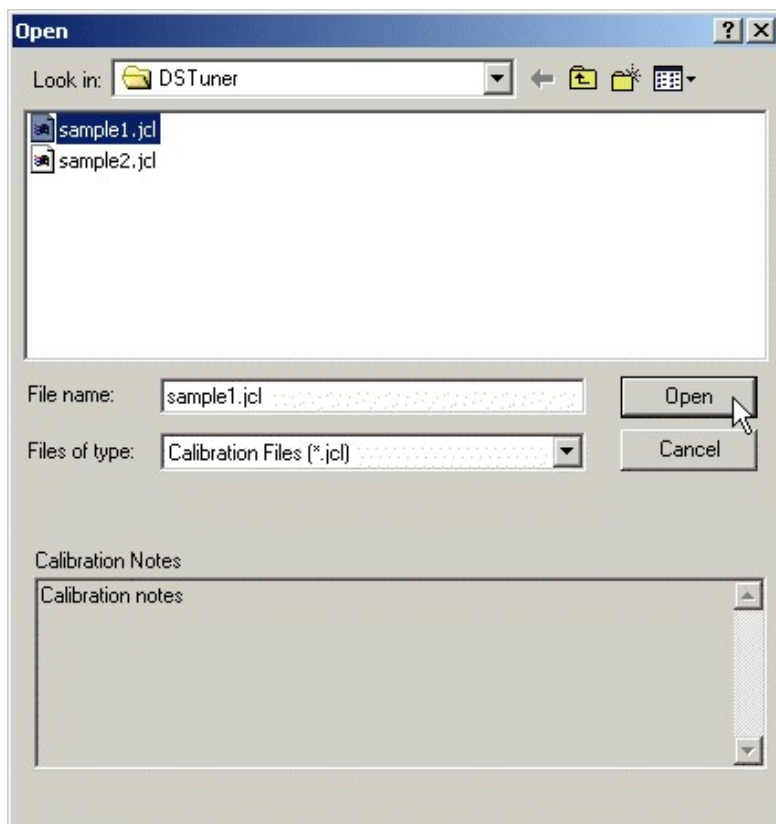 Open
Look in: DSTuner
sample1.jcl
sample2.jcl
File name: sample1.jcl Open
Files of type: Calibration Files (*.jcl) Cancel
Calibration Notes
Calibration notes